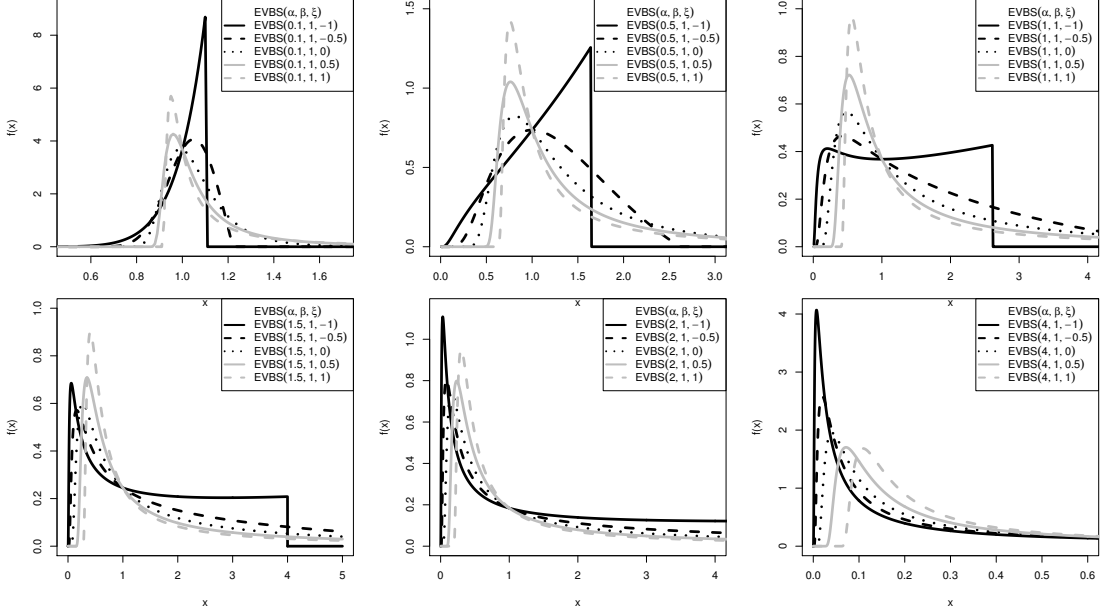 EVBS(α, β, ξ)
EVBS(0.1, 1, −1)
EVBS(0.1, 1, −0.5)
EVBS(0.1, 1, 0)
EVBS(0.1, 1, 0.5)
EVBS(0.1, 1, 1)
f(x)
0 2 4 6 8
0.6 0.8 1.0 1.2 1.4 1.6
x
EVBS(α, β, ξ)
EVBS(0.5, 1, −1)
EVBS(0.5, 1, −0.5)
EVBS(0.5, 1, 0)
EVBS(0.5, 1, 0.5)
EVBS(0.5, 1, 1)
f(x)
0.0 0.5 1.0 1.5
0.0 0.5 1.0 1.5 2.0 2.5 3.0
x
EVBS(α, β, ξ)
EVBS(1, 1, −1)
EVBS(1, 1, −0.5)
EVBS(1, 1, 0)
EVBS(1, 1, 0.5)
EVBS(1, 1, 1)
f(x)
0.0 0.2 0.4 0.6 0.8 1.0
0 1 2 3 4
x
EVBS(α, β, ξ)
EVBS(1.5, 1, −1)
EVBS(1.5, 1, −0.5)
EVBS(1.5, 1, 0)
EVBS(1.5, 1, 0.5)
EVBS(1.5, 1, 1)
f(x)
0.0 0.2 0.4 0.6 0.8 1.0
0 1 2 3 4 5
x
EVBS(α, β, ξ)
EVBS(2, 1, −1)
EVBS(2, 1, −0.5)
EVBS(2, 1, 0)
EVBS(2, 1, 0.5)
EVBS(2, 1, 1)
f(x)
0.0 0.2 0.4 0.6 0.8 1.0
0 1 2 3 4
x
EVBS(α, β, ξ)
EVBS(4, 1, −1)
EVBS(4, 1, −0.5)
EVBS(4, 1, 0)
EVBS(4, 1, 0.5)
EVBS(4, 1, 1)
f(x)
0 1 2 3 4
0.0 0.1 0.2 0.3 0.4 0.5 0.6
x